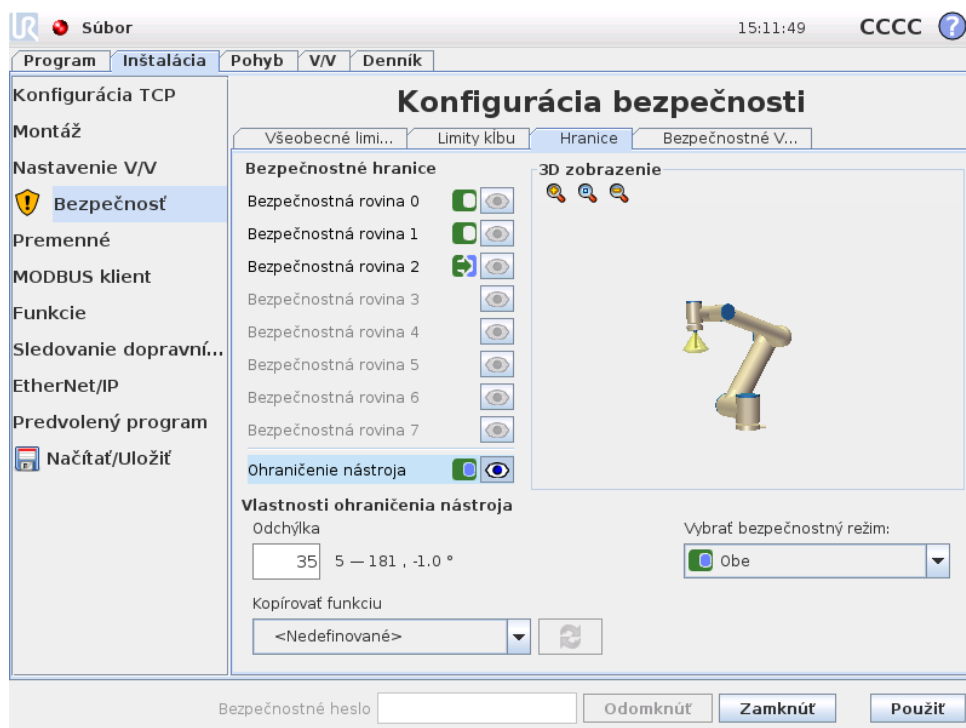 UR Súbor 15:11:49 CCCC ?
Program Inštalácia Pohyb V/V Denník
Konfigurácia TCP
Montáž
Nastavenie V/V
Bezpečnosť
Premenné
MODBUS klient
Funkcie
Sledovanie dopravní...
EtherNet/IP
Predvolený program
Načítať/Uložiť
Konfigurácia bezpečnosti
Všeobecné limi... Limity kĺbu Hranice Bezpečnostné V...
Bezpečnostné hranice
Bezpečnostná rovina 0
Bezpečnostná rovina 1
Bezpečnostná rovina 2
Bezpečnostná rovina 3
Bezpečnostná rovina 4
Bezpečnostná rovina 5
Bezpečnostná rovina 6
Bezpečnostná rovina 7
Ohraničenie nástroja
3D zobrazenie
Vlastnosti ohraničenia nástroja
Odchýlka
35 5 — 181 , -1.0 °
Vybrať bezpečnostný režim:
Obe
Kopírovať funkciu
<Nedefinované>
Bezpečnostné heslo Odomknúť Zamknúť Použiť